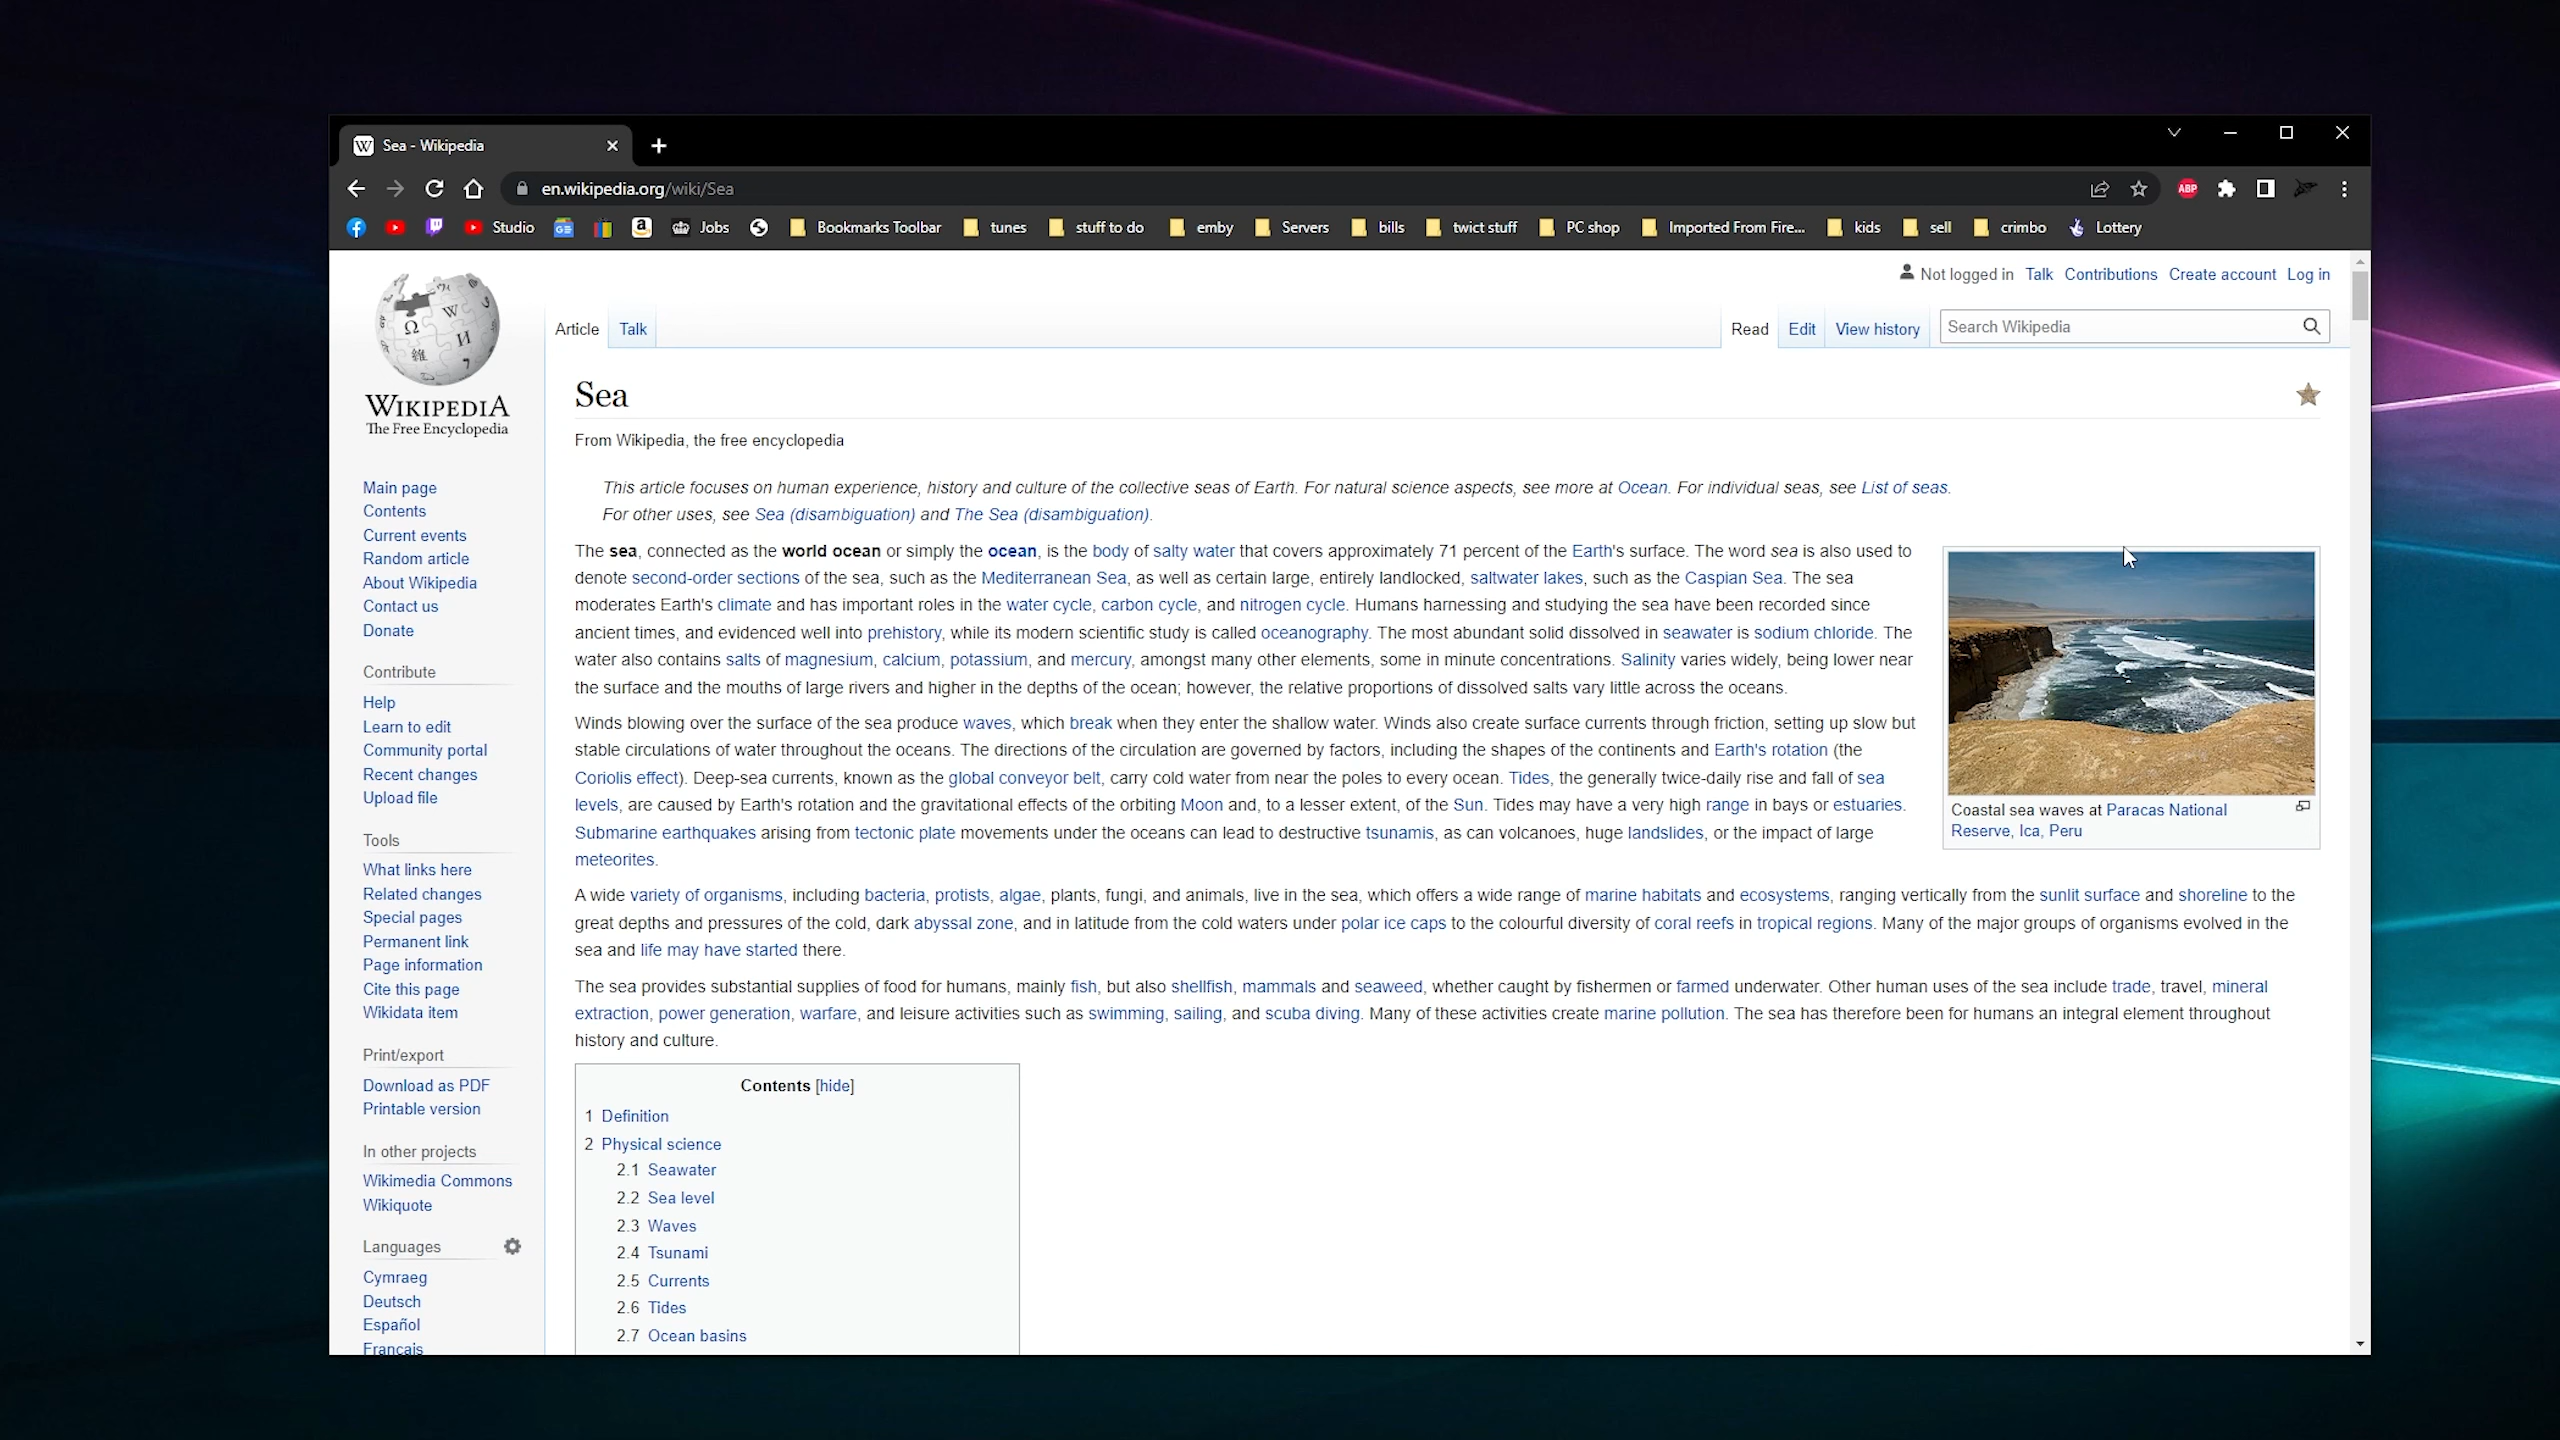 Sea - Wikipedia
en.wikipedia.org/wiki/Sea
ABP
Studio
Jobs
Bookmarks Toolbar
tunes
stuff to do
emby
Servers
bills
twict stuff
PC shop
Imported From Fire...
kids
sell
crimbo
Lottery
WIKIPEDIA
The Free Encyclopedia
Not logged in Talk Contributions Create account Log in
Article Talk
Read Edit View history Search Wikipedia
Main page
Contents
Current events
Random article
About Wikipedia
Contact us
Donate
Contribute
Help
Learn to edit
Community portal
Recent changes
Upload file
Tools
What links here
Related changes
Special pages
Permanent link
Page information
Cite this page
Wikidata item
Print/export
Download as PDF
Printable version
In other projects
Wikimedia Commons
Wikiquote
Languages
Cymraeg
Deutsch
Español
Français
Sea
From Wikipedia, the free encyclopedia
This article focuses on human experience, history and culture of the collective seas of Earth. For natural science aspects, see more at Ocean. For individual seas, see List of seas.
For other uses, see Sea (disambiguation) and The Sea (disambiguation).
The sea, connected as the world ocean or simply the ocean, is the body of salty water that covers approximately 71 percent of the Earth's surface. The word sea is also used to
denote second-order sections of the sea, such as the Mediterranean Sea, as well as certain large, entirely landlocked, saltwater lakes, such as the Caspian Sea. The sea
moderates Earth's climate and has important roles in the water cycle, carbon cycle, and nitrogen cycle. Humans harnessing and studying the sea have been recorded since
ancient times, and evidenced well into prehistory, while its modern scientific study is called oceanography. The most abundant solid dissolved in seawater is sodium chloride. The
water also contains salts of magnesium, calcium, potassium, and mercury, amongst many other elements, some in minute concentrations. Salinity varies widely, being lower near
the surface and the mouths of large rivers and higher in the depths of the ocean; however, the relative proportions of dissolved salts vary little across the oceans.
Winds blowing over the surface of the sea produce waves, which break when they enter the shallow water. Winds also create surface currents through friction, setting up slow but
stable circulations of water throughout the oceans. The directions of the circulation are governed by factors, including the shapes of the continents and Earth's rotation (the
Coriolis effect). Deep-sea currents, known as the global conveyor belt, carry cold water from near the poles to every ocean. Tides, the generally twice-daily rise and fall of sea
levels, are caused by Earth's rotation and the gravitational effects of the orbiting Moon and, to a lesser extent, of the Sun. Tides may have a very high range in bays or estuaries.
Submarine earthquakes arising from tectonic plate movements under the oceans can lead to destructive tsunamis, as can volcanoes, huge landslides, or the impact of large
meteorites.
Coastal sea waves at Paracas National
Reserve, Ica, Peru
A wide variety of organisms, including bacteria, protists, algae, plants, fungi, and animals, live in the sea, which offers a wide range of marine habitats and ecosystems, ranging vertically from the sunlit surface and shoreline to the
great depths and pressures of the cold, dark abyssal zone, and in latitude from the cold waters under polar ice caps to the colourful diversity of coral reefs in tropical regions. Many of the major groups of organisms evolved in the
sea and life may have started there.
The sea provides substantial supplies of food for humans, mainly fish, but also shellfish, mammals and seaweed, whether caught by fishermen or farmed underwater. Other human uses of the sea include trade, travel, mineral
extraction, power generation, warfare, and leisure activities such as swimming, sailing, and scuba diving. Many of these activities create marine pollution. The sea has therefore been for humans an integral element throughout
history and culture.
Contents [hide]
1 Definition
2 Physical science
2.1 Seawater
2.2 Sea level
2.3 Waves
2.4 Tsunami
2.5 Currents
2.6 Tides
2.7 Ocean basins